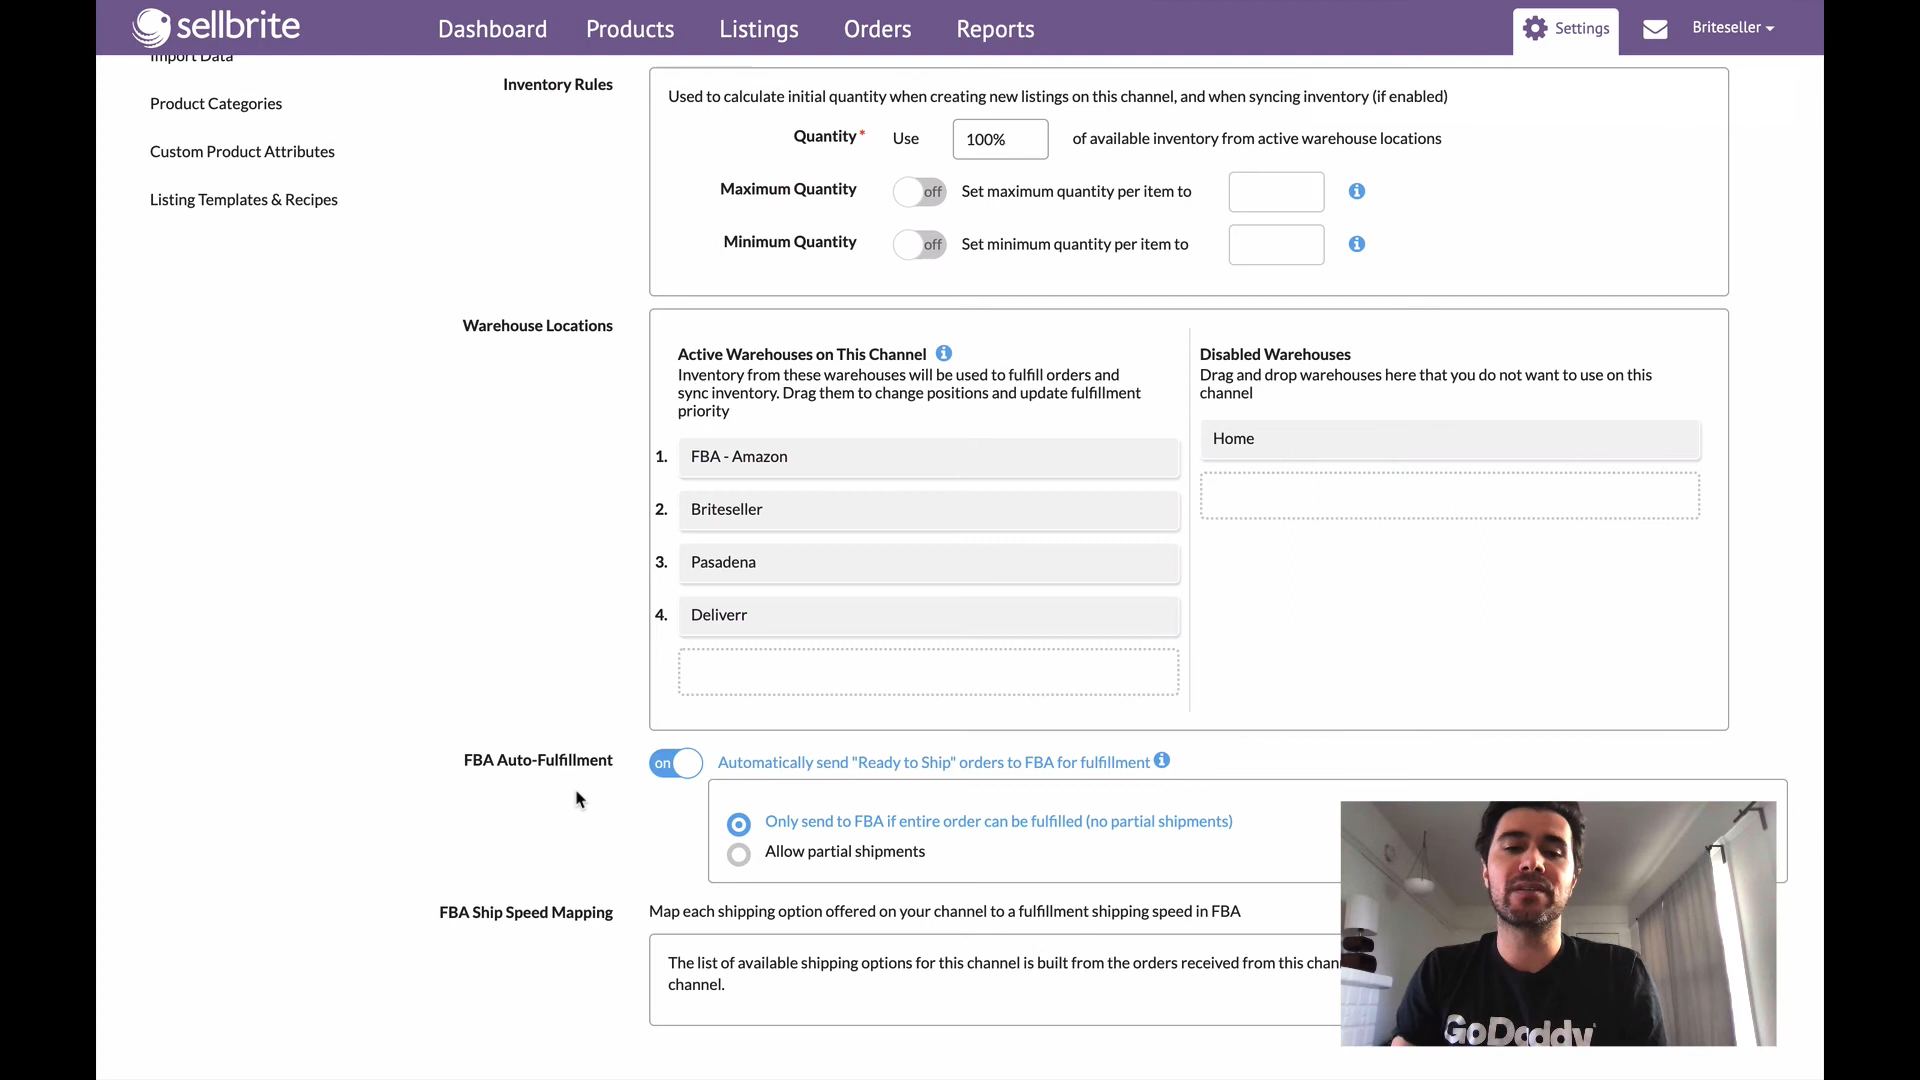 sellbrite
Dashboard
Products
Listings
Orders
Reports
Settings
Briteseller
Import Data
Product Categories
Custom Product Attributes
Listing Templates & Recipes
Inventory Rules
Used to calculate initial quantity when creating new listings on this channel, and when syncing inventory (if enabled)
Quantity* Use 100% of available inventory from active warehouse locations
Maximum Quantity off Set maximum quantity per item to
Minimum Quantity off Set minimum quantity per item to
Warehouse Locations
Active Warehouses on This Channel
Inventory from these warehouses will be used to fulfill orders and
sync inventory. Drag them to change positions and update fulfillment
priority
1. FBA - Amazon
2. Briteseller
3. Pasadena
4. Deliverr
Disabled Warehouses
Drag and drop warehouses here that you do not want to use on this
channel
Home
FBA Auto-Fulfillment
on Automatically send "Ready to Ship" orders to FBA for fulfillment
Only send to FBA if entire order can be fulfilled (no partial shipments)
Allow partial shipments
FBA Ship Speed Mapping
Map each shipping option offered on your channel to a fulfillment shipping speed in FBA
The list of available shipping options for this channel is built from the orders received from this
channel.
GoDaddy